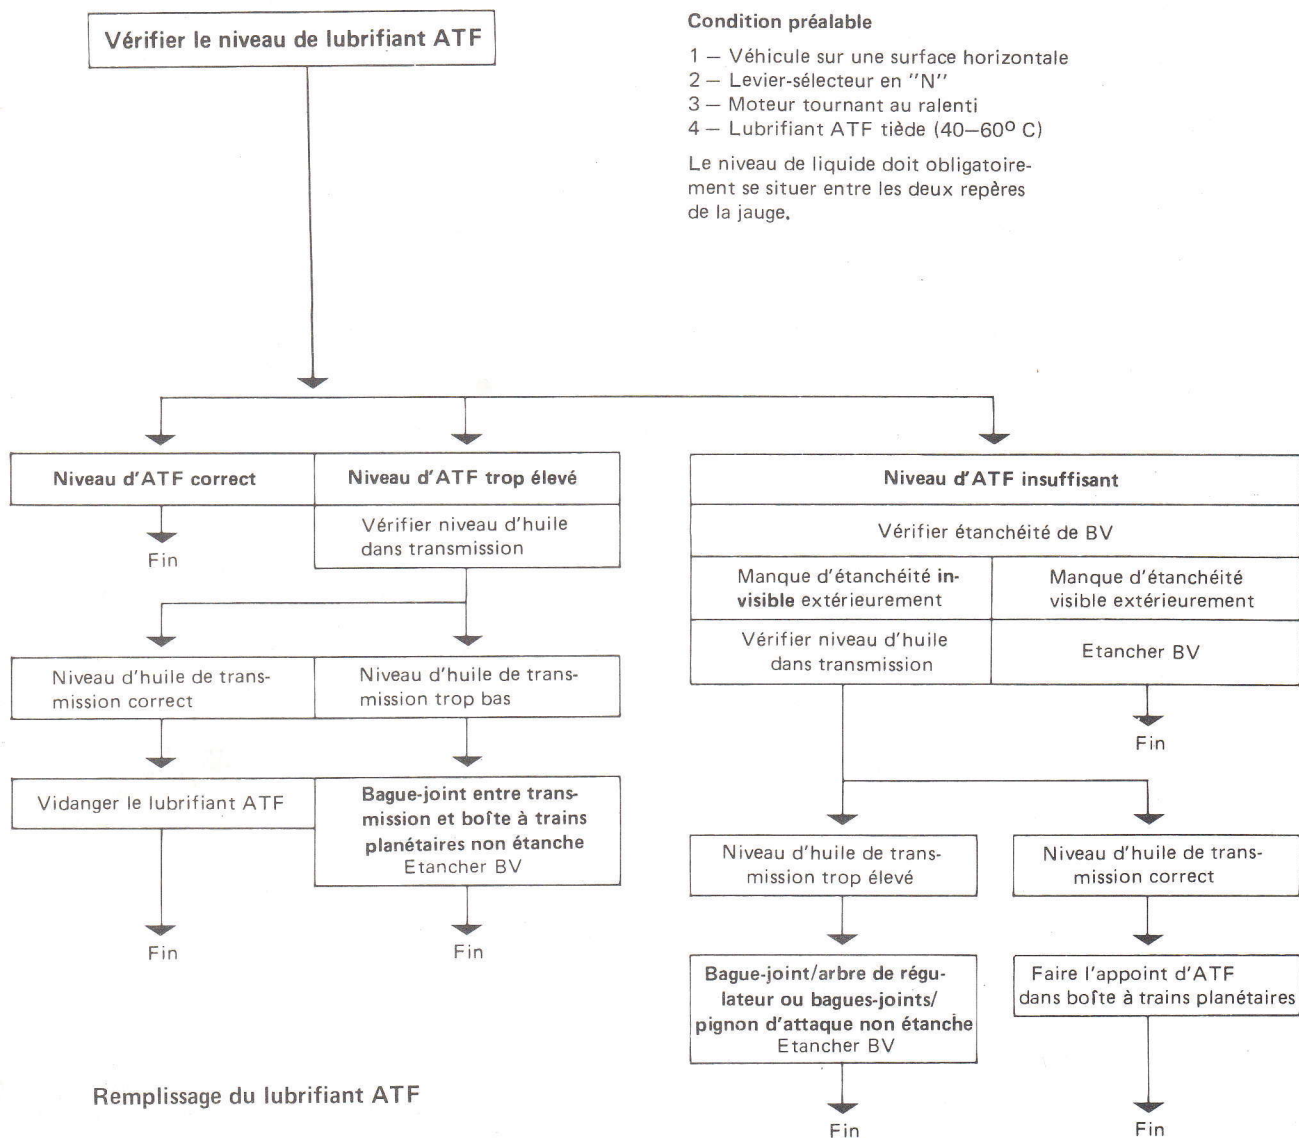 Vérifier le niveau de lubrifiant ATF
Condition préalable
1 – Véhicule sur une surface horizontale
2 – Levier-sélecteur en "N"
3 – Moteur tournant au ralenti
4 – Lubrifiant ATF tiède (40–60º C)
Le niveau de liquide doit obligatoire-
ment se situer entre les deux repères
de la jauge.
Niveau d'ATF correct
Fin
Niveau d'ATF trop élevé
Vérifier niveau d'huile
dans transmission
Niveau d'huile de trans-
mission correct
Vidanger le lubrifiant ATF
Fin
Niveau d'huile de trans-
mission trop bas
Bague-joint entre trans-
mission et boîte à trains
planétaires non étanche
Etancher BV
Fin
Niveau d'ATF insuffisant
Vérifier étanchéité de BV
Manque d'étanchéité in-
visible extérieurement
Vérifier niveau d'huile
dans transmission
Manque d'étanchéité
visible extérieurement
Etancher BV
Fin
Niveau d'huile de trans-
mission trop élevé
Bague-joint/arbre de régu-
lateur ou bagues-joints/
pignon d'attaque non étanche
Etancher BV
Fin
Niveau d'huile de trans-
mission correct
Faire l'appoint d'ATF
dans boîte à trains planétaires
Fin
Remplissage du lubrifiant ATF